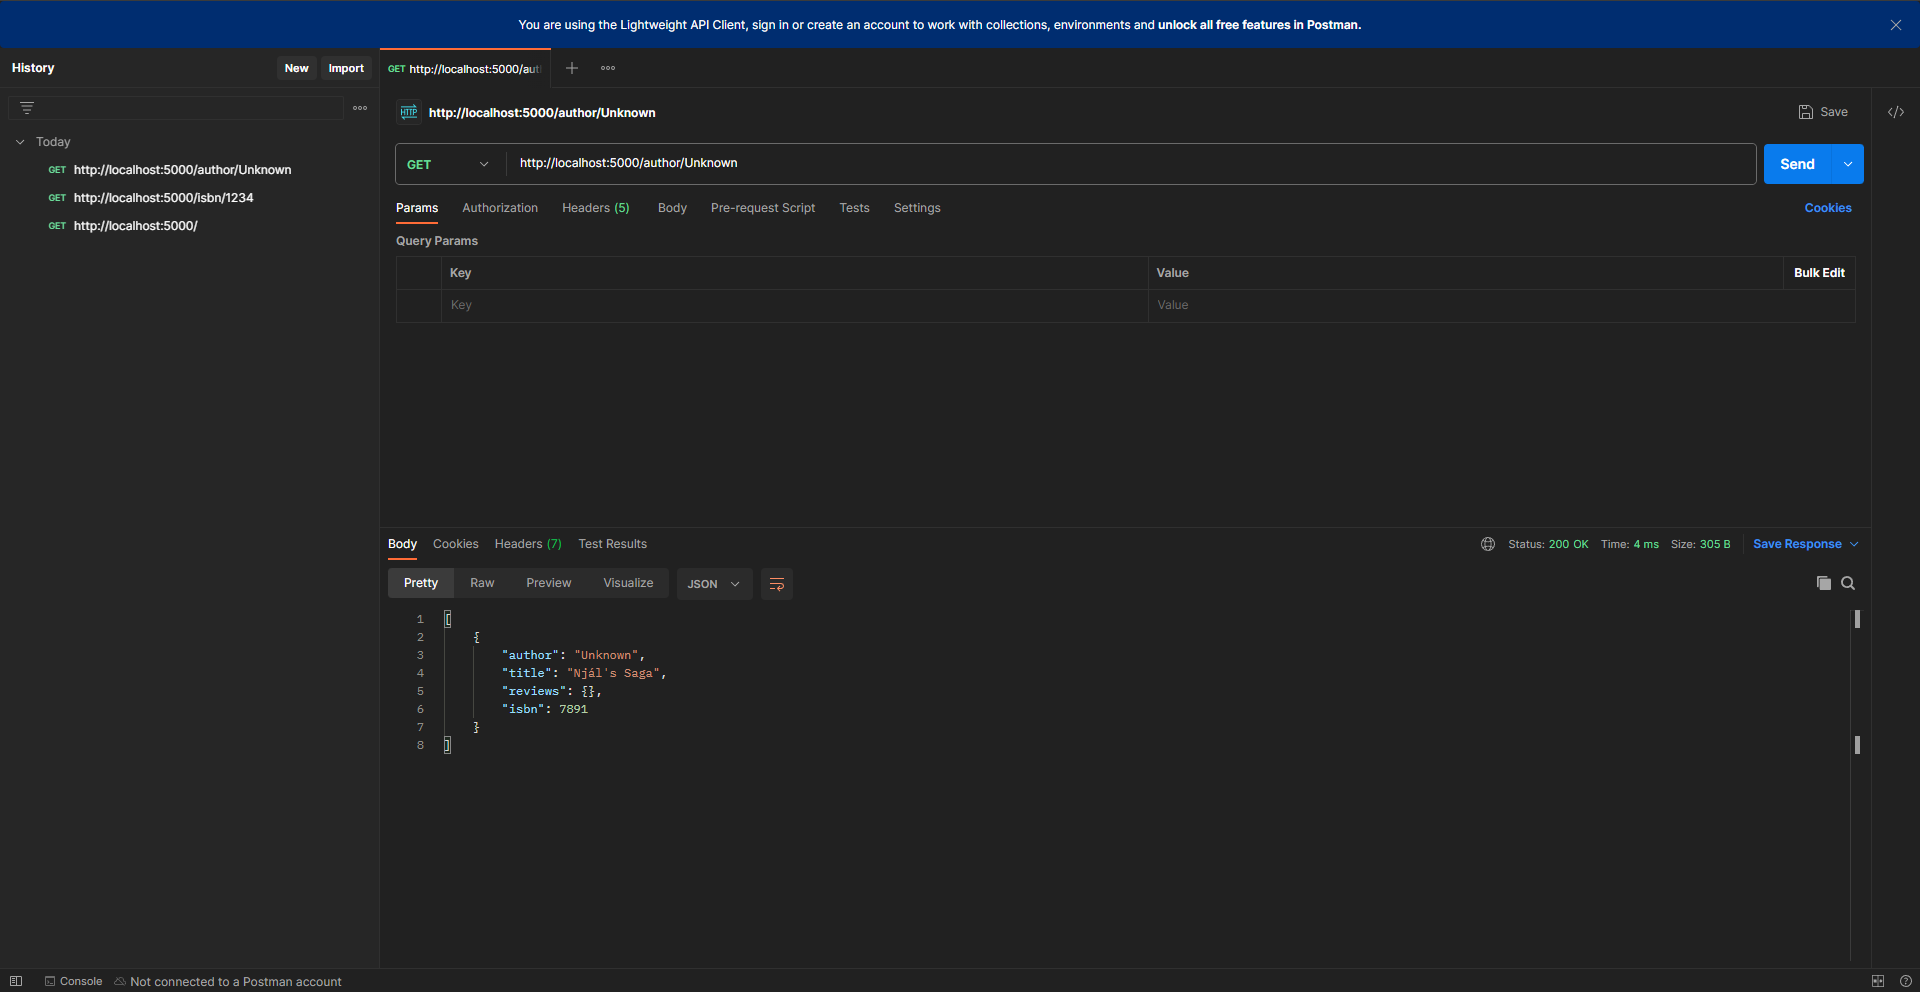 You are using the Lightweight API Client, sign in or create an account to work with collections, environments and unlock all free features in Postman.
History
New
Import
GET http://localhost:5000/aut
Today
GET http://localhost:5000/author/Unknown
GET http://localhost:5000/isbn/1234
GET http://localhost:5000/
HTTP http://localhost:5000/author/Unknown
Save
GET
http://localhost:5000/author/Unknown
Send
Params Authorization Headers (5) Body Pre-request Script Tests Settings
Cookies
Query Params
Key Value Bulk Edit
Key Value
Body Cookies Headers (7) Test Results
Status: 200 OK Time: 4 ms Size: 305 B Save Response
Pretty Raw Preview Visualize JSON
1 [
2 {
3 "author": "Unknown",
4 "title": "Njál's Saga",
5 "reviews": {},
6 "isbn": 7891
7 }
8 ]
Console Not connected to a Postman account